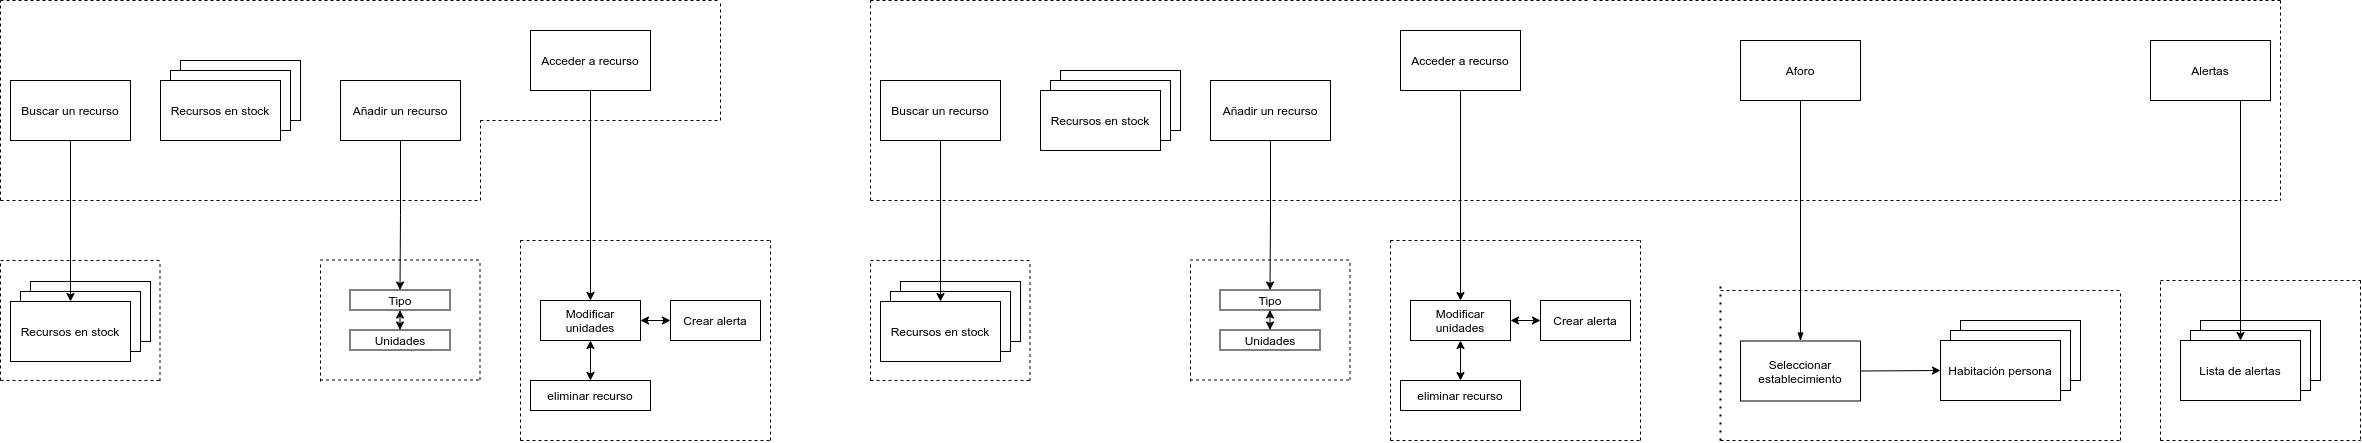 Acceder a recurso
Buscar un recurso
Recursos en stock
Añadir un recurso
Recursos en stock
Tipo
Unidades
Modificar
unidades
Crear alerta
eliminar recurso
Acceder a recurso
Aforo
Alertas
Buscar un recurso
Recursos en stock
Añadir un recurso
Recursos en stock
Tipo
Unidades
Modificar
unidades
Crear alerta
eliminar recurso
Seleccionar
establecimiento
Habitación persona
Lista de alertas